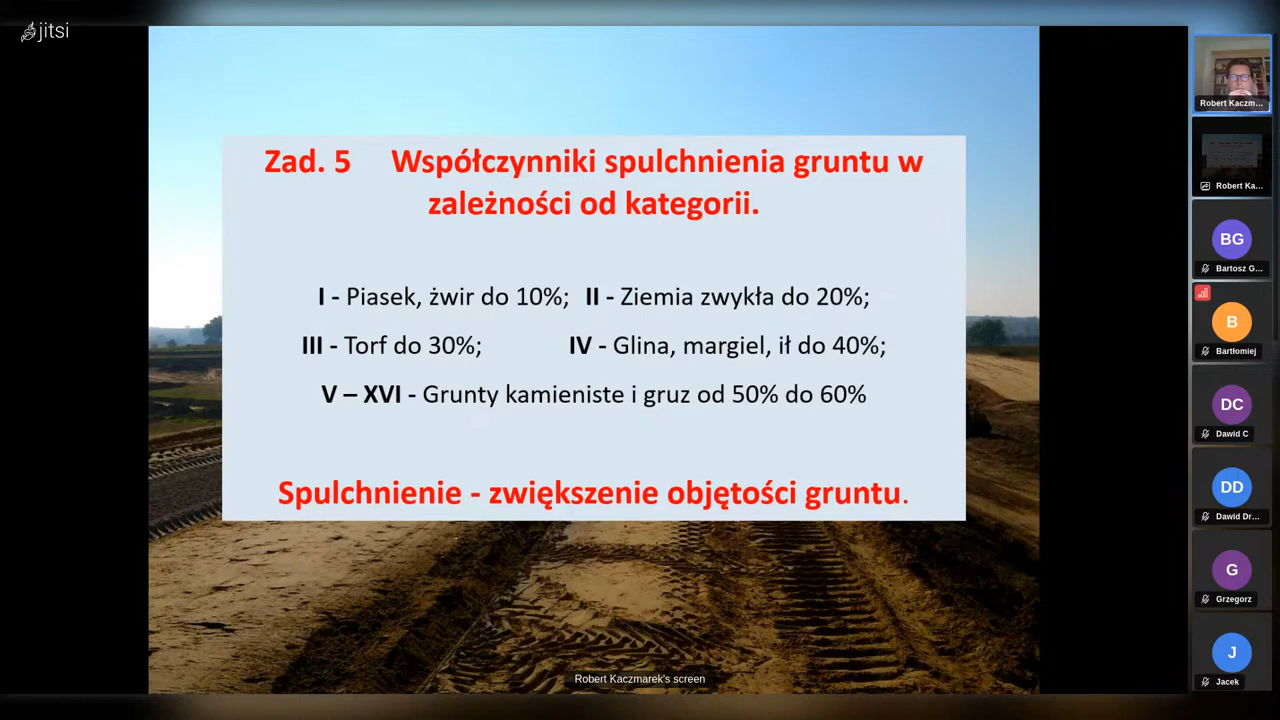 jitsi
Zad. 5 Współczynniki spulchnienia gruntu w
zależności od kategorii.
I - Piasek, żwir do 10%; II - Ziemia zwykła do 20%;
III - Torf do 30%; IV - Glina, margiel, ił do 40%;
V – XVI - Grunty kamieniste i gruz od 50% do 60%
Spulchnienie - zwiększenie objętości gruntu.
Robert Kaczmarek's screen
Robert Kaczm...
Robert Ka...
BG
Bartosz G...
B
Bartłomiej
DC
Dawid C
DD
Dawid Dr...
G
Grzegorz
J
Jacek